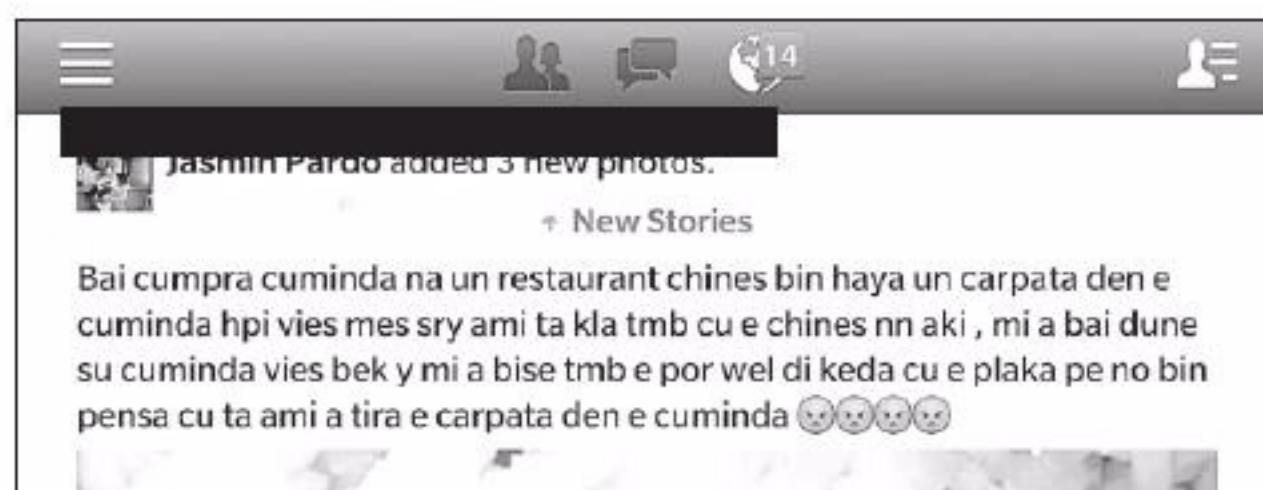 14
Jasmin Pardo added 3 new photos.
New Stories
Bai cumpra cuminda na un restaurant chines bin haya un carpata den e
cuminda hpi vies mes sry ami ta kla tmb cu e chines nn aki , mi a bai dune
su cuminda vies bek y mi a bise tmb e por wel di keda cu e plaka pe no bin
pensa cu ta ami a tira e carpata den e cuminda 😡😡😡😡